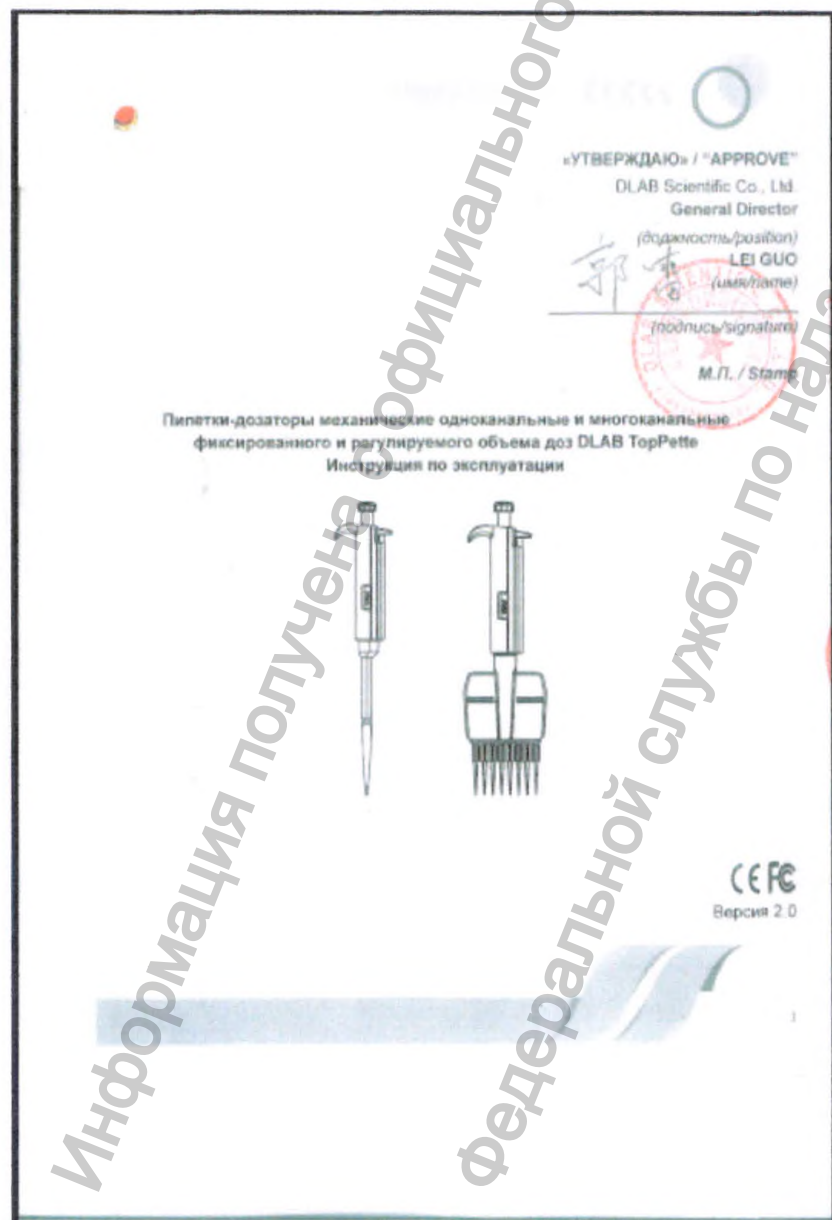 «УТВЕРЖДАЮ» / "APPROVE"
DLAB Scientific Co., Ltd.
General Director
(должность/position)
LEI GUO
(имя/name)
(подпись/signature)
М.П. / Stamp
Пипетки-дозаторы механические одноканальные и многоканальные
фиксированного и регулируемого объема доз DLAB TopPette
Инструкция по эксплуатации
CE FC
Версия 2.0
1
Информация получена с официального
Федеральной службы по надз